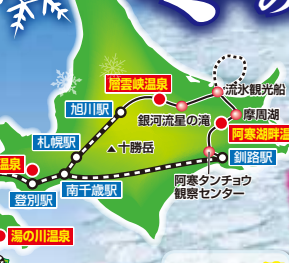 の
層雲峡温泉
流氷観光船
旭川駅
銀河流星の滝
摩周湖
阿寒湖畔温
札幌駅
▲十勝岳
温泉
釧路駅
登別駅
南千歳駅
阿寒タンチョウ
観察センター
湯の川温泉